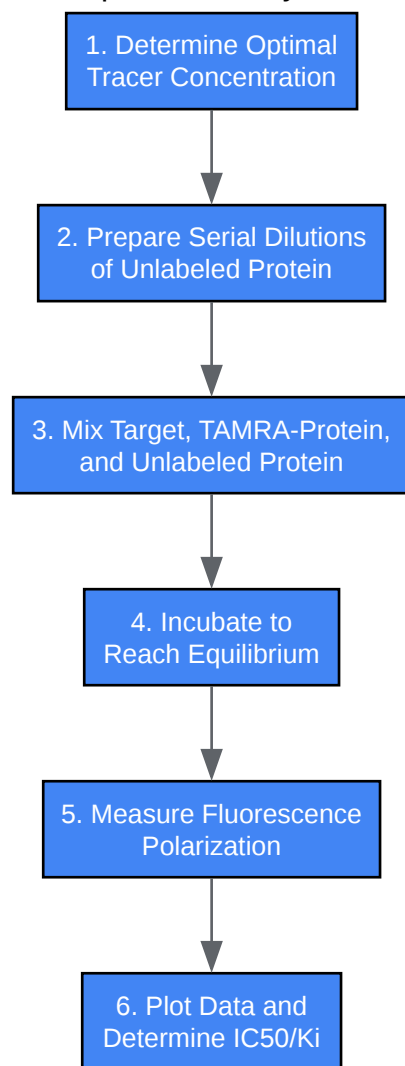 1. Determine Optimal
Tracer Concentration
2. Prepare Serial Dilutions
of Unlabeled Protein
3. Mix Target, TAMRA-Protein,
and Unlabeled Protein
4. Incubate to
Reach Equilibrium
5. Measure Fluorescence
Polarization
6. Plot Data and
Determine IC50/Ki